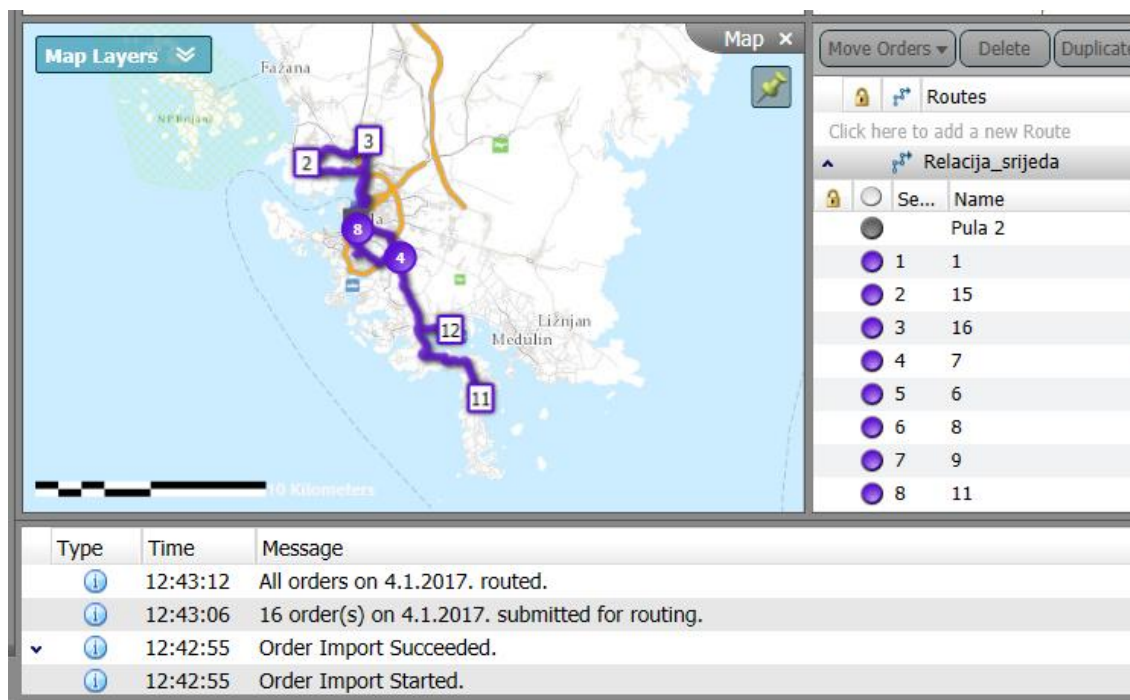 Map Layers
Map ×
Fažana
NP Brijuni
3
2
8
4
12
Ližnjan
Medulin
11
10 Kilometers
Move Orders
Delete
Duplicate
Routes
Click here to add a new Route
Relacija_srijeda
Se... Name
Pula 2
1 1
2 15
3 16
4 7
5 6
6 8
7 9
8 11
Type Time Message
12:43:12 All orders on 4.1.2017. routed.
12:43:06 16 order(s) on 4.1.2017. submitted for routing.
12:42:55 Order Import Succeeded.
12:42:55 Order Import Started.